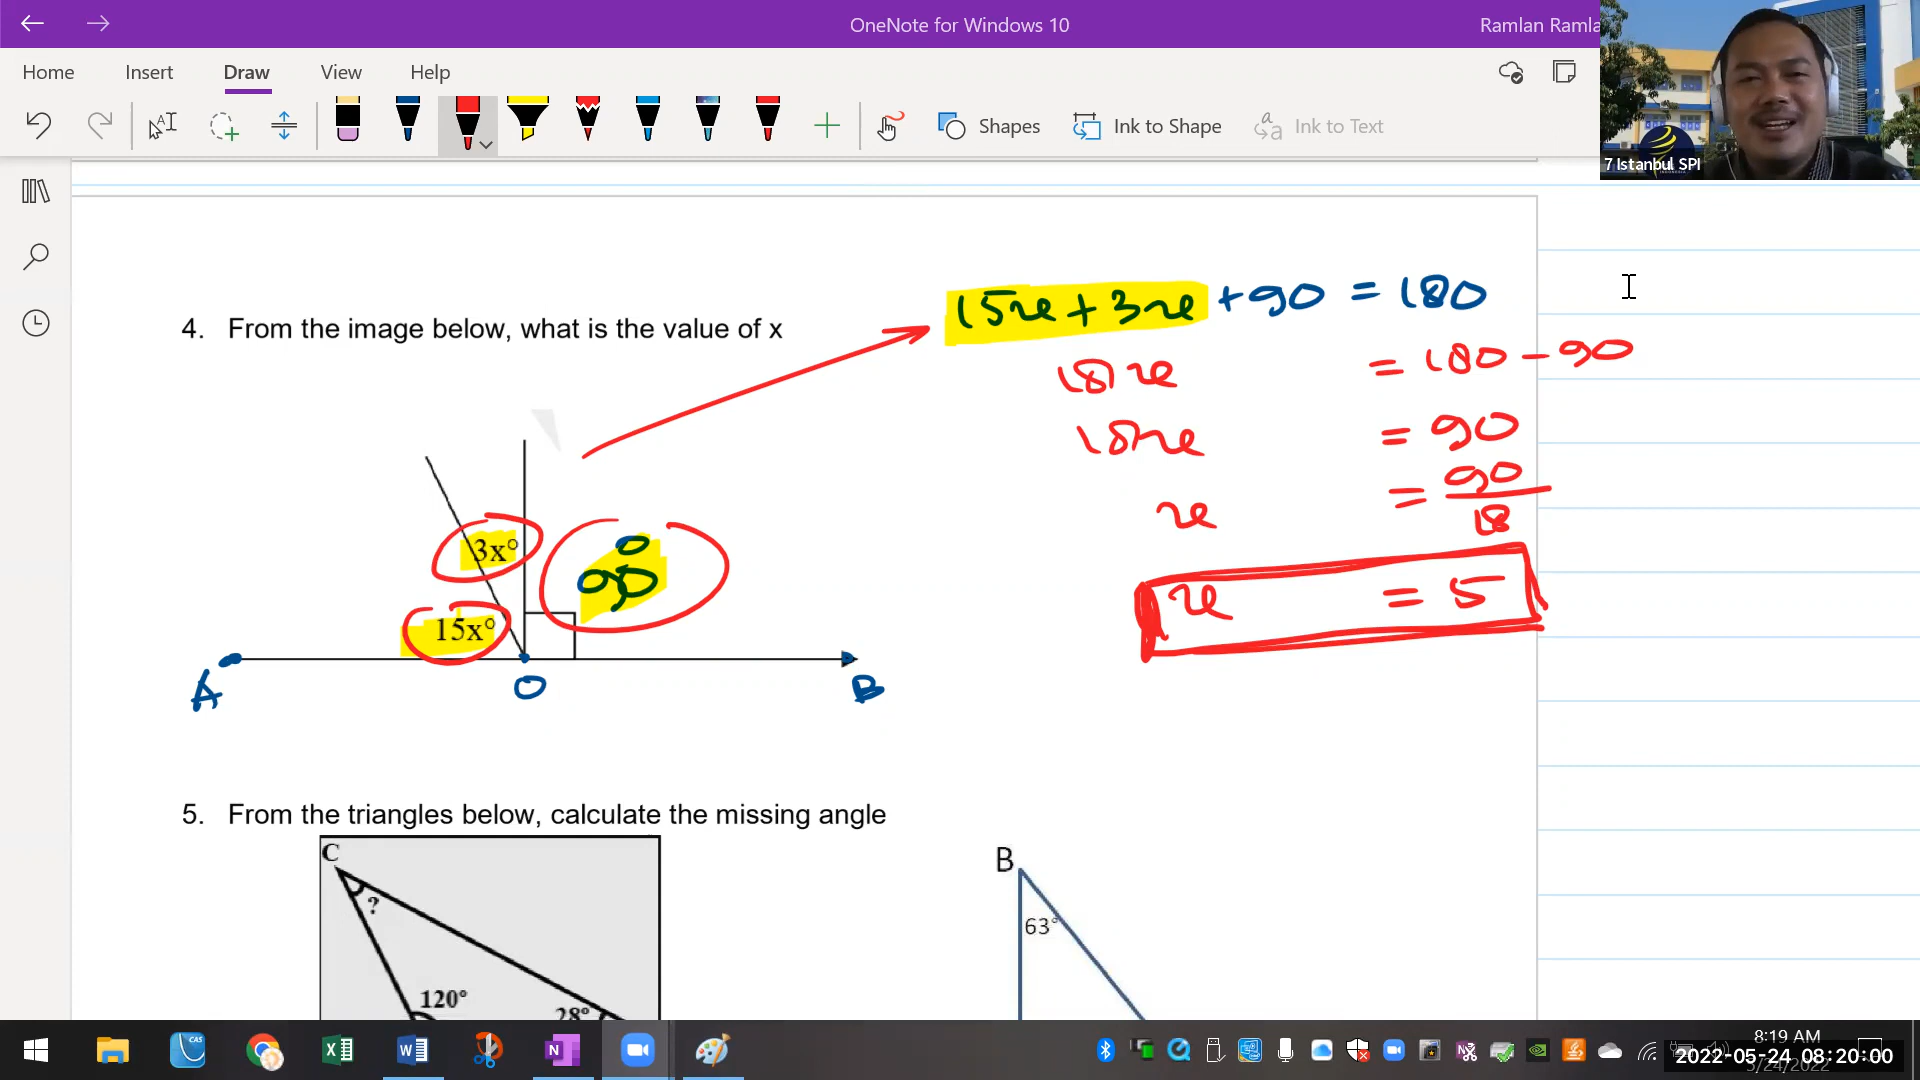 OneNote for Windows 10
Ramlan Ramla
Home Insert Draw View Help
Shapes Ink to Shape Ink to Text
7 Istanbul SPI
4. From the image below, what is the value of x
15x + 3x + 90 = 180
18x = 180 - 90
18x = 90
x = 90
18
x = 5
3x°
90°
15x°
A O B
5. From the triangles below, calculate the missing angle
C
?
120°
28°
B
63°
8:19 AM
2022-05-24 08:20:00
5/24/2022